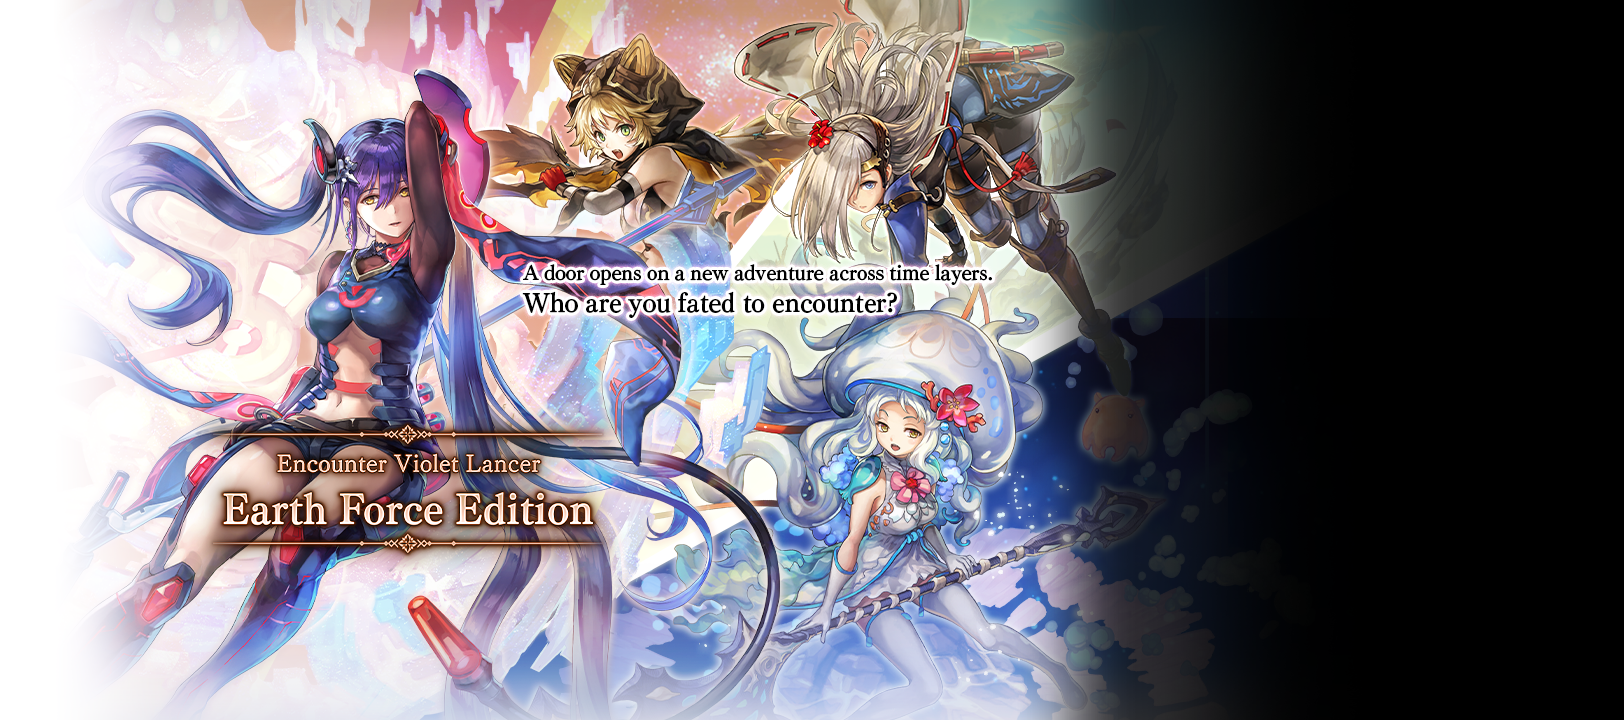 A door opens on a new adventure across time layers.
Who are you fated to encounter?
Encounter Violet Lancer
Earth Force Edition